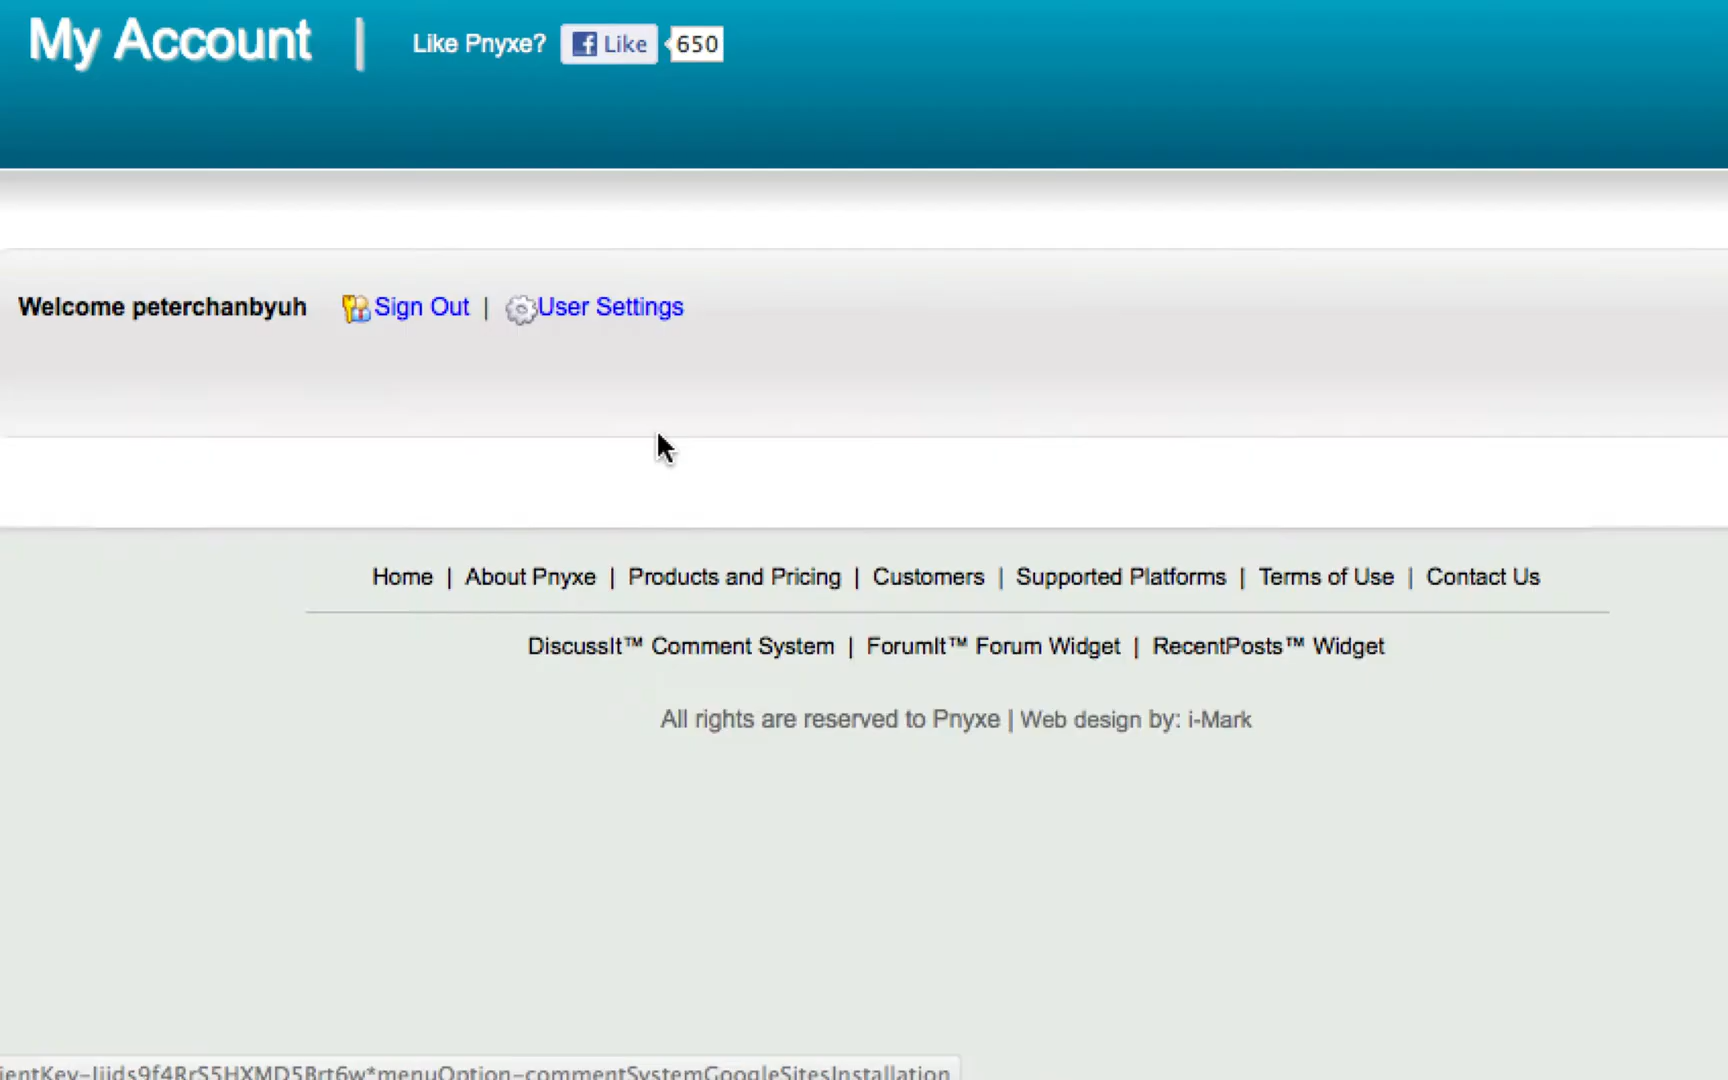 My Account | Like Pnyxe? Like 650
Welcome peterchanbyuh Sign Out | User Settings
Home | About Pnyxe | Products and Pricing | Customers | Supported Platforms | Terms of Use | Contact Us
DiscussIt™ Comment System | ForumIt™ Forum Widget | RecentPosts™ Widget
All rights are reserved to Pnyxe | Web design by: i-Mark